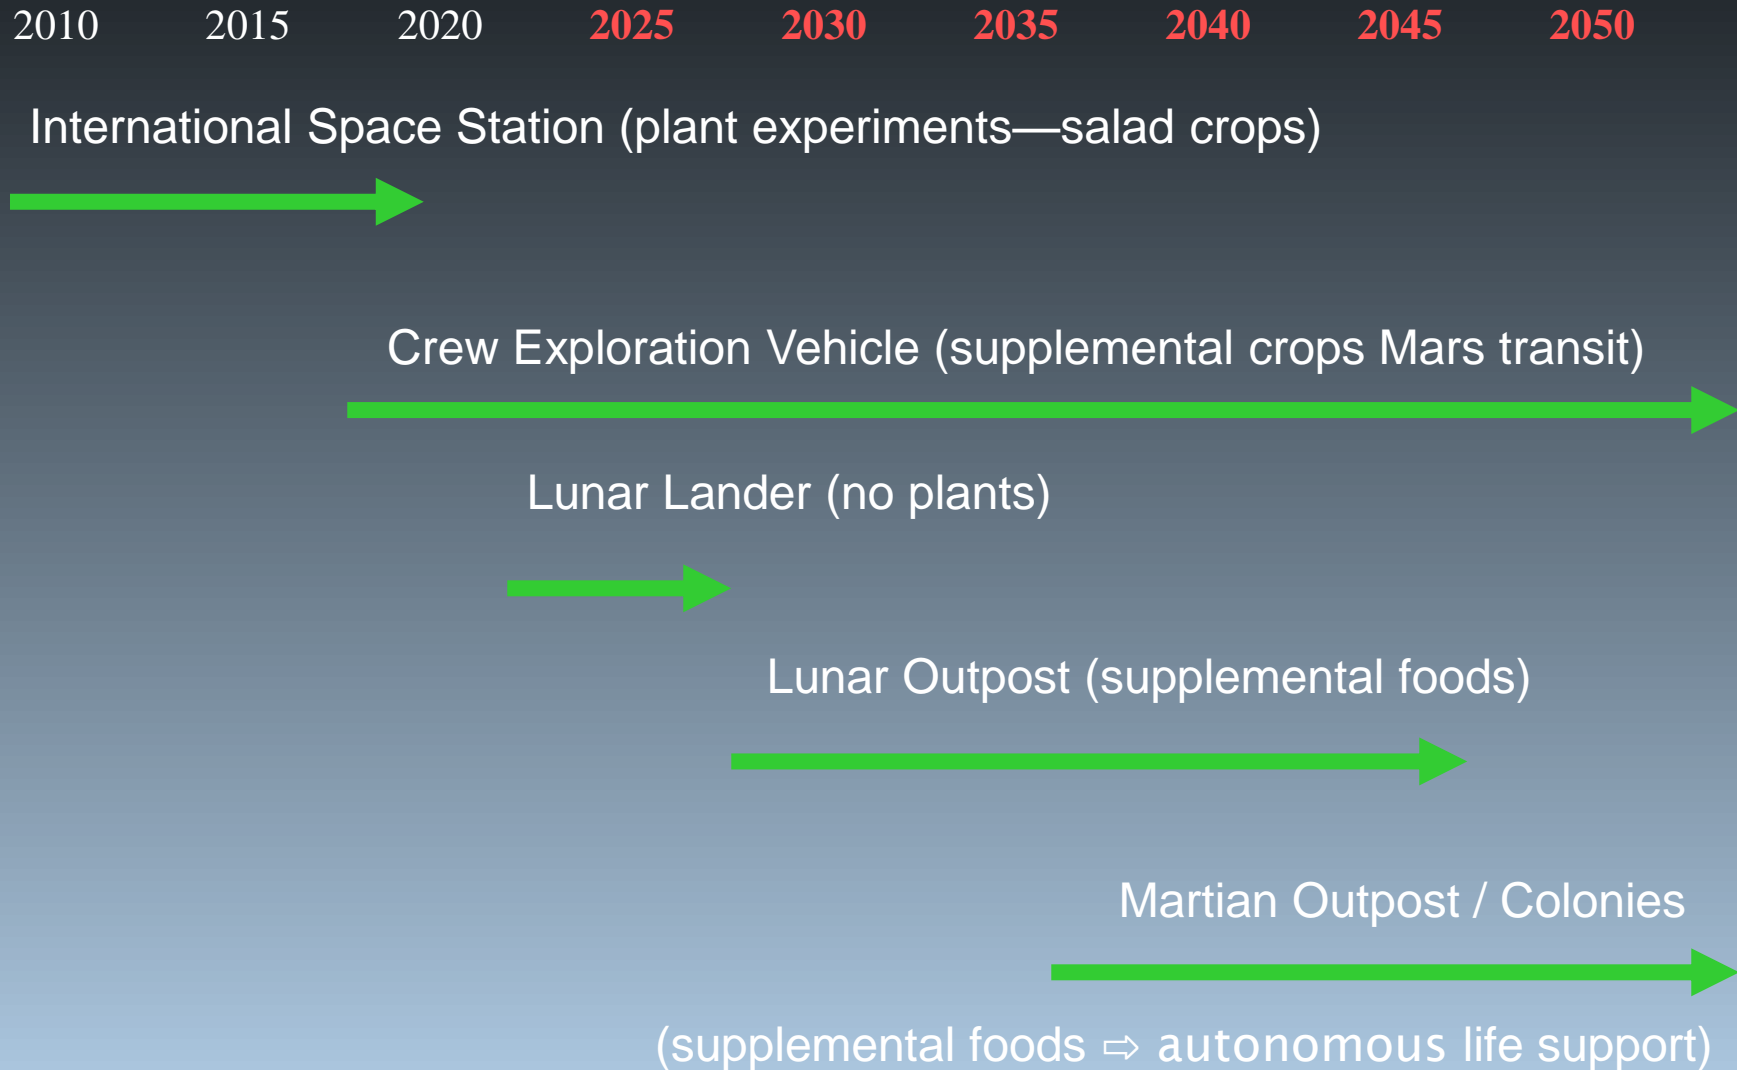 2010 2015 2020 2025 2030 2035 2040 2045 2050
International Space Station (plant experiments—salad crops)
Crew Exploration Vehicle (supplemental crops Mars transit)
Lunar Lander (no plants)
Lunar Outpost (supplemental foods)
Martian Outpost / Colonies
(supplemental foods ⇨ autonomous life support)